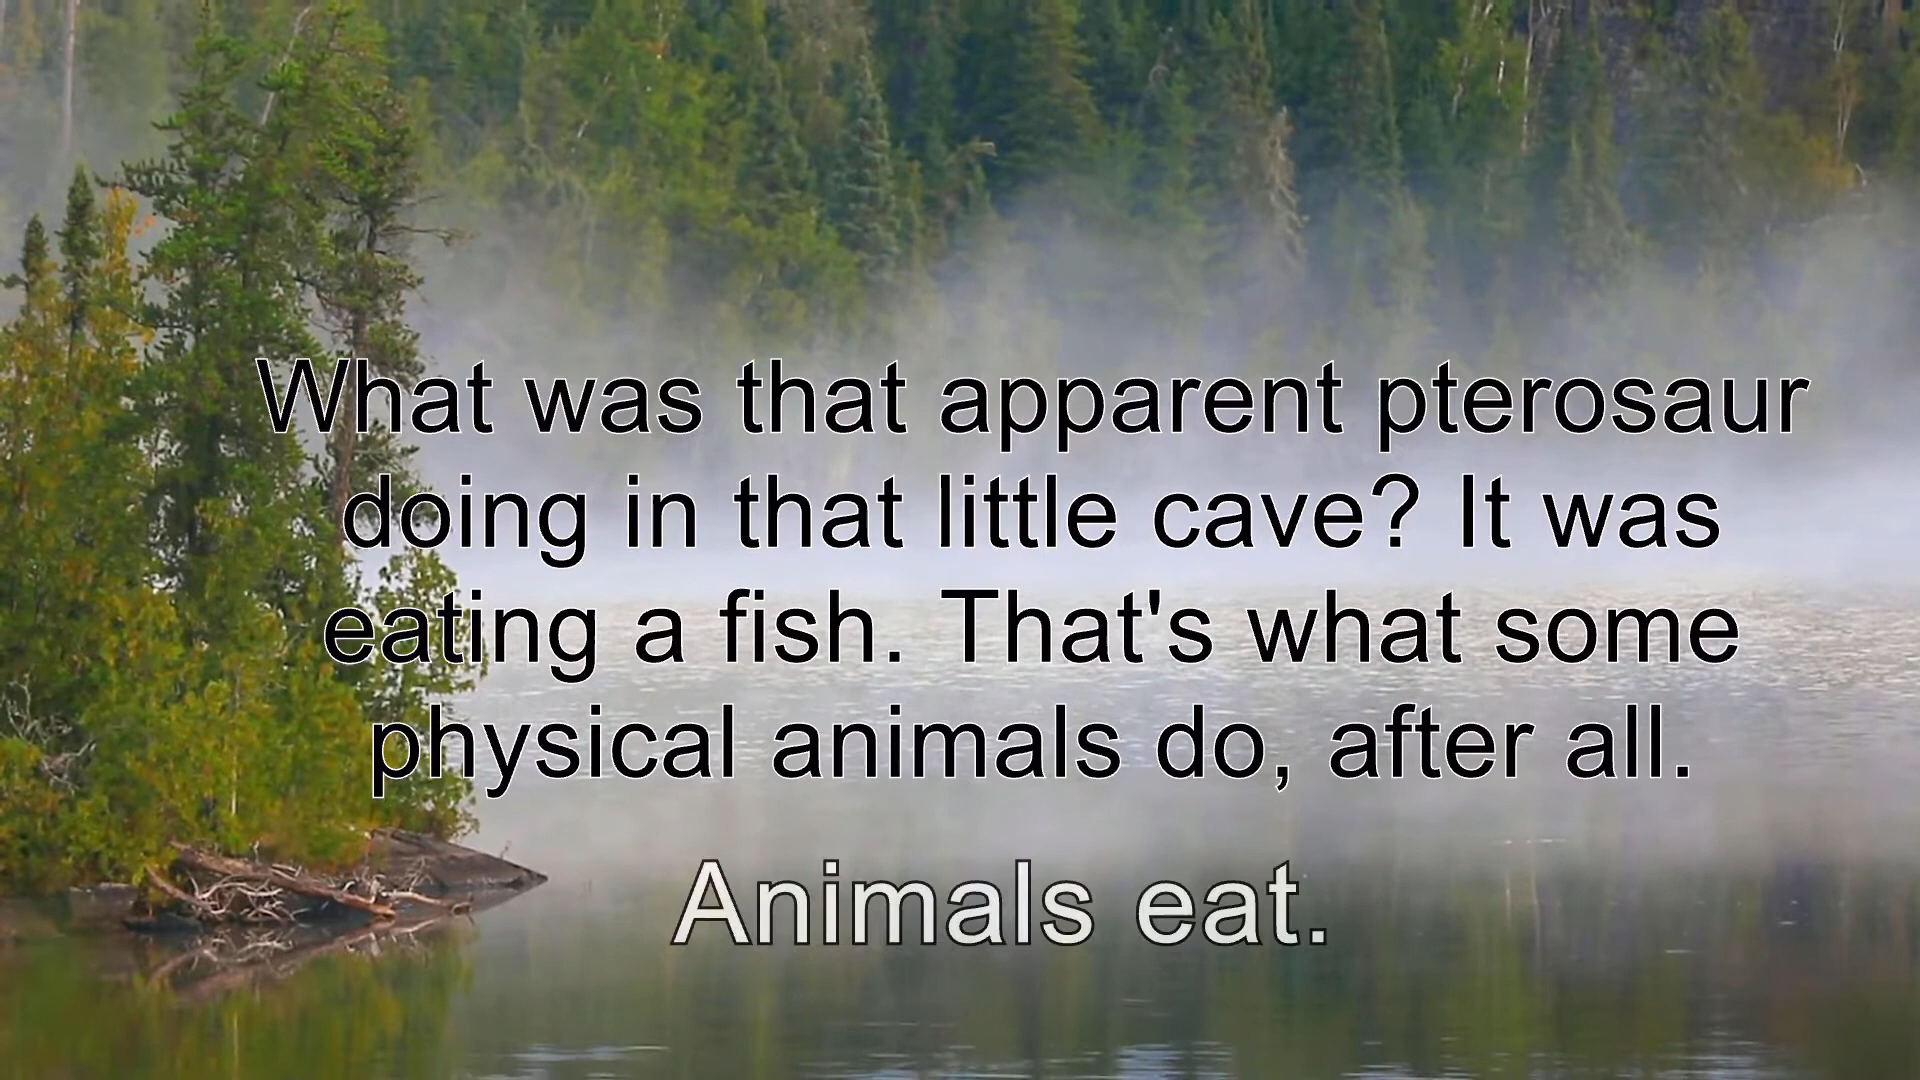 What was that apparent pterosaur
doing in that little cave? It was
eating a fish. That's what some
physical animals do, after all.
Animals eat.